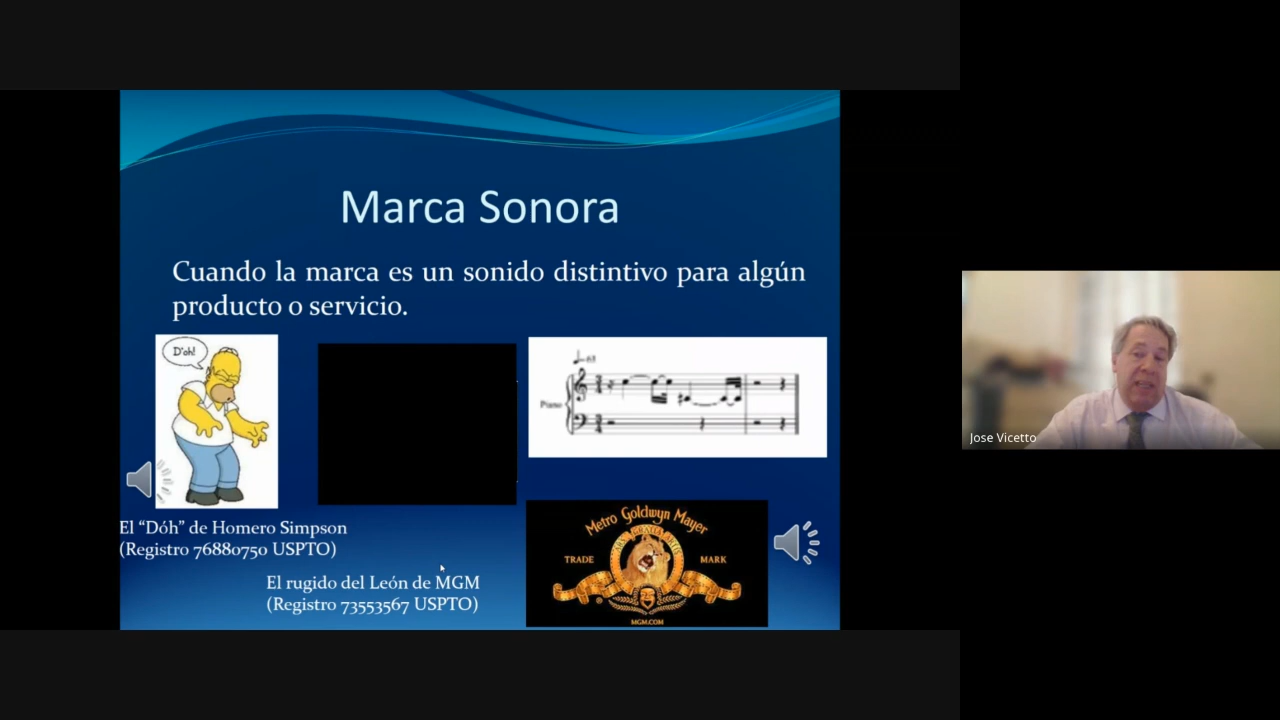 Marca Sonora
Cuando la marca es un sonido distintivo para algún
producto o servicio.
D'oh!
Piano
El “Dóh” de Homero Simpson
(Registro 76880750 USPTO)
El rugido del León de MGM
(Registro 73553567 USPTO)
Metro Goldwyn Mayer
TRADE MARK
MGM.COM
Jose Vicetto